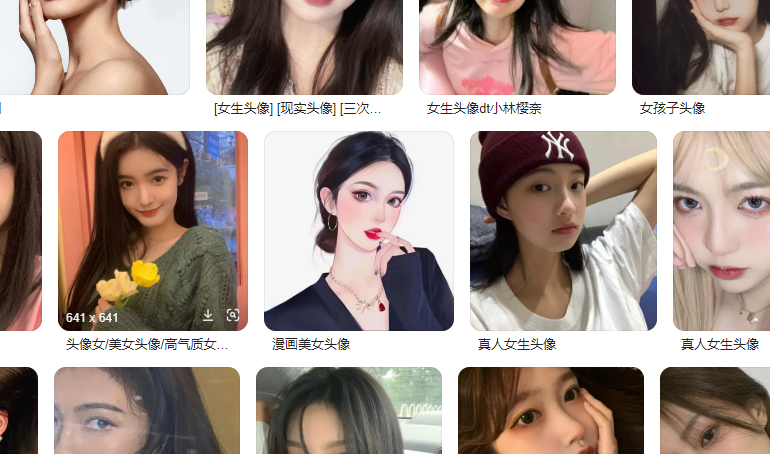 [女生头像] [现实头像] [三次...
女生头像dt小林樱奈
女孩子头像
NY
641 x 641
头像女/美女头像/高气质女...
漫画美女头像
真人女生头像
真人女生头像